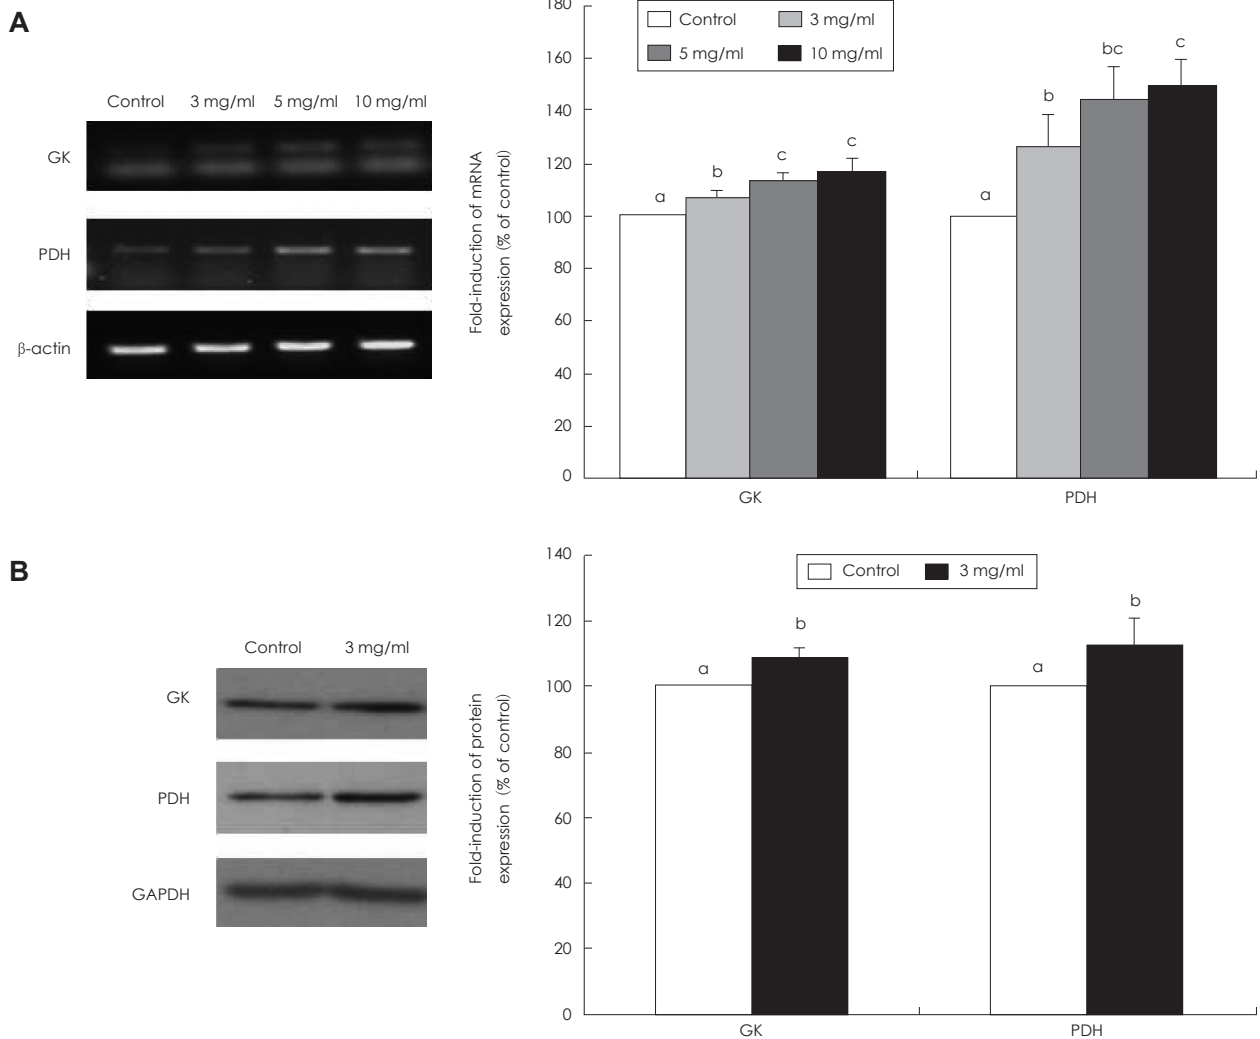 A
Control 3 mg/ml 5 mg/ml 10 mg/ml
GK
PDH
β-actin
Fold-induction of mRNA
expression (% of control)
180
160
140
120
100
80
60
40
20
0
Control 3 mg/ml
5 mg/ml 10 mg/ml
a b c c
a b bc c
GK PDH
B
Control 3 mg/ml
GK
PDH
GAPDH
Fold-induction of protein
expression (% of control)
140
120
100
80
60
40
20
0
Control 3 mg/ml
a b
a b
GK PDH